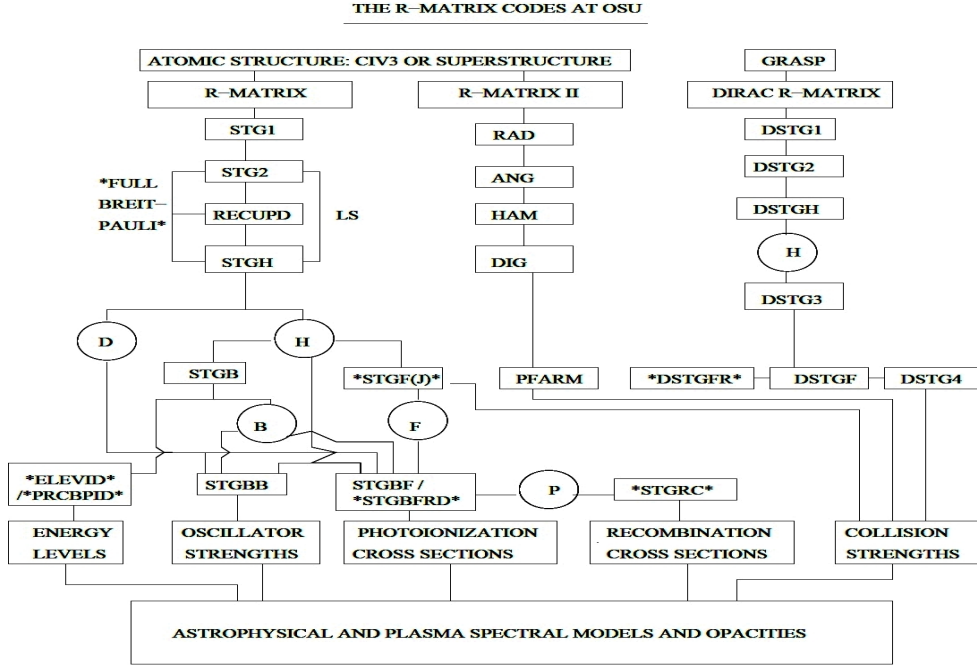 THE R−MATRIX CODES AT OSU
ATOMIC STRUCTURE: CIV3 OR SUPERSTRUCTURE
GRASP
R−MATRIX
R−MATRIX II
DIRAC R−MATRIX
STG1
RAD
DSTG1
*FULL
BREIT−
PAULI*
STG2
RECUPD
STGH
LS
ANG
HAM
DIG
DSTG2
DSTGH
H
DSTG3
D
H
STGB
*STGF(J)*
PFARM
*DSTGFR*
DSTGF
DSTG4
B
F
*ELEVID*
/*PRCBPID*
STGBB
STGBF /
*STGBFRD*
P
*STGRC*
ENERGY
LEVELS
OSCILLATOR
STRENGTHS
PHOTOIONIZATION
CROSS SECTIONS
RECOMBINATION
CROSS SECTIONS
COLLISION
STRENGTHS
ASTROPHYSICAL AND PLASMA SPECTRAL MODELS AND OPACITIES